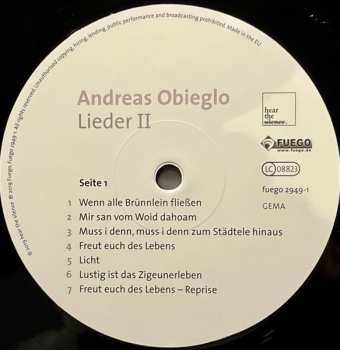 Unauthorised copying, hiring, lending, public performance and broadcasting prohibited. Made in the EU
Andreas Obieglo
Lieder II
hear
the
silence.
FUEGO
www.fuego.de
LC 08823
fuego 2949-1
GEMA
Seite 1
1 Wenn alle Brünnlein fließen
2 Mir san vom Woid dahoam
3 Muss i denn, muss i denn zum Städtele hinaus
4 Freut euch des Lebens
5 Licht
6 Lustig ist das Zigeunerleben
7 Freut euch des Lebens – Reprise